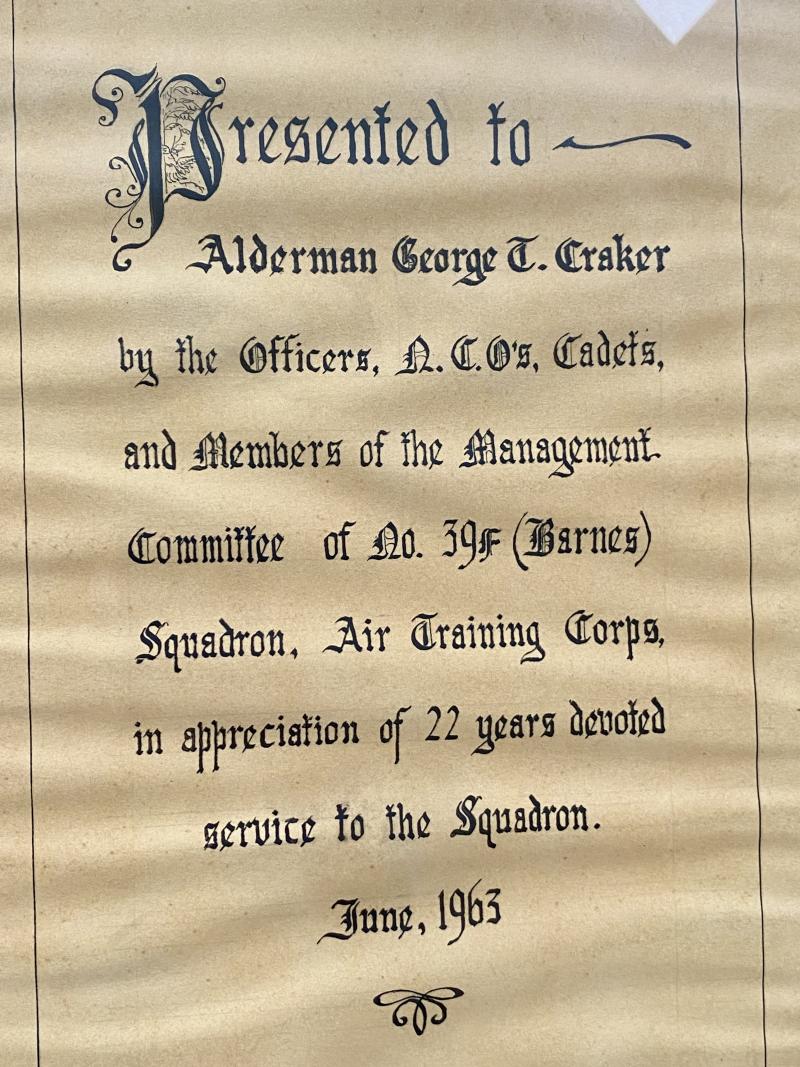 Presented to
Alderman George T. Craker
by the Officers, N.C.O's, Cadets,
and Members of the Management
Committee of No. 39F (Barnes)
Squadron, Air Training Corps,
in appreciation of 22 years devoted
service to the Squadron.
June, 1963